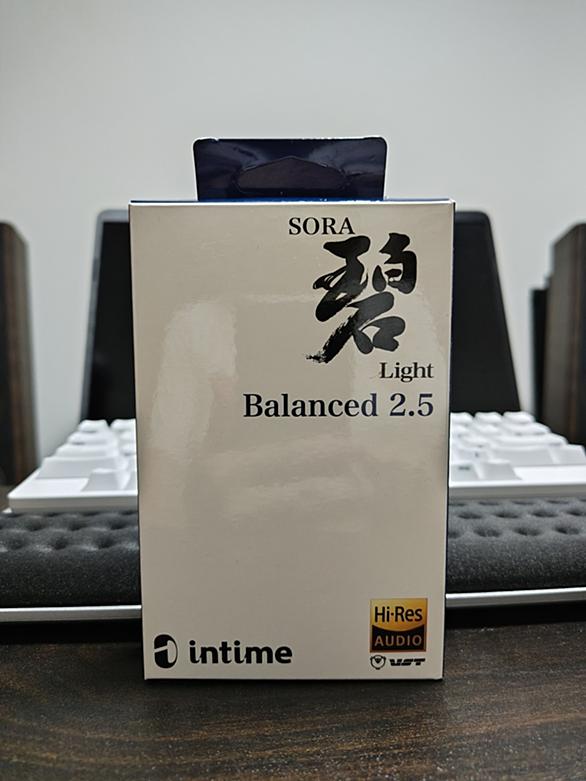 SORA
碧
Light
Balanced 2.5
intime
Hi-Res
AUDIO
VST